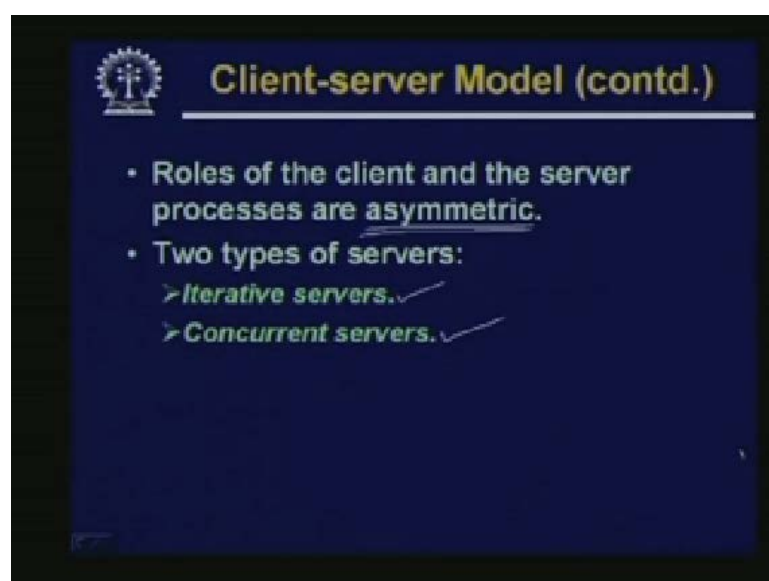 Client-server Model (contd.)
• Roles of the client and the server
processes are asymmetric.
• Two types of servers:
➢Iterative servers.
➢Concurrent servers.